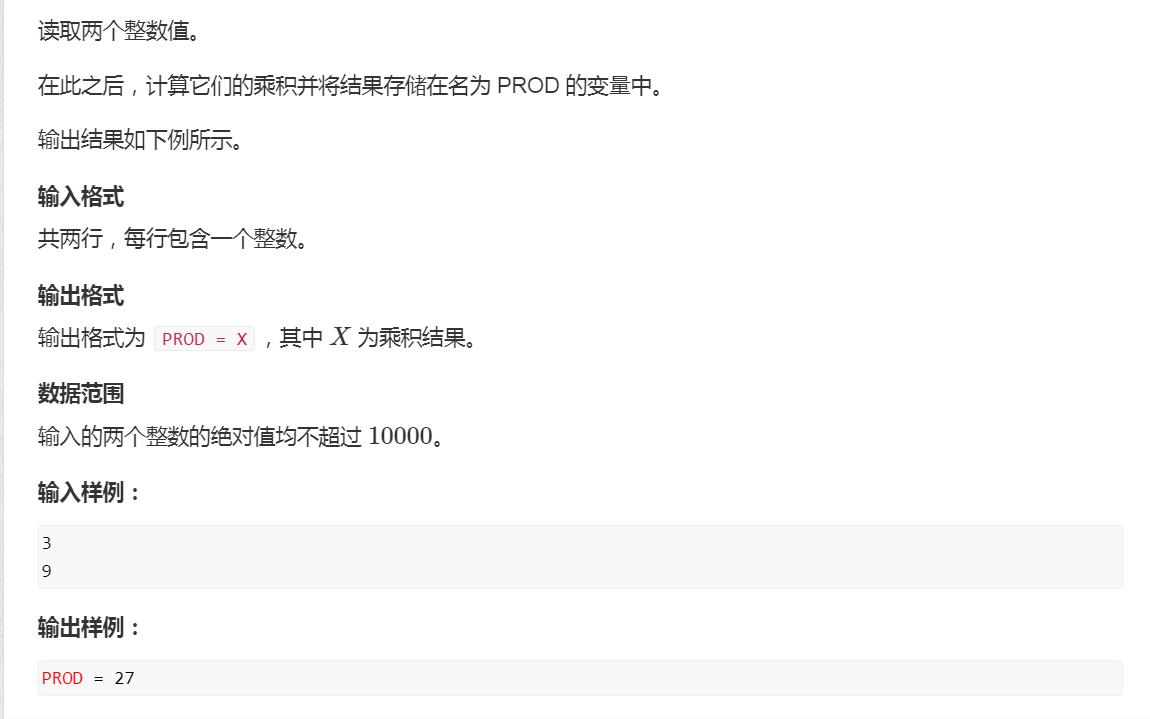 读取两个整数值。
在此之后，计算它们的乘积并将结果存储在名为 PROD 的变量中。
输出结果如下例所示。
输入格式
共两行，每行包含一个整数。
输出格式
输出格式为 PROD = X ，其中 X 为乘积结果。
数据范围
输入的两个整数的绝对值均不超过 10000。
输入样例：
3
9
输出样例：
PROD = 27